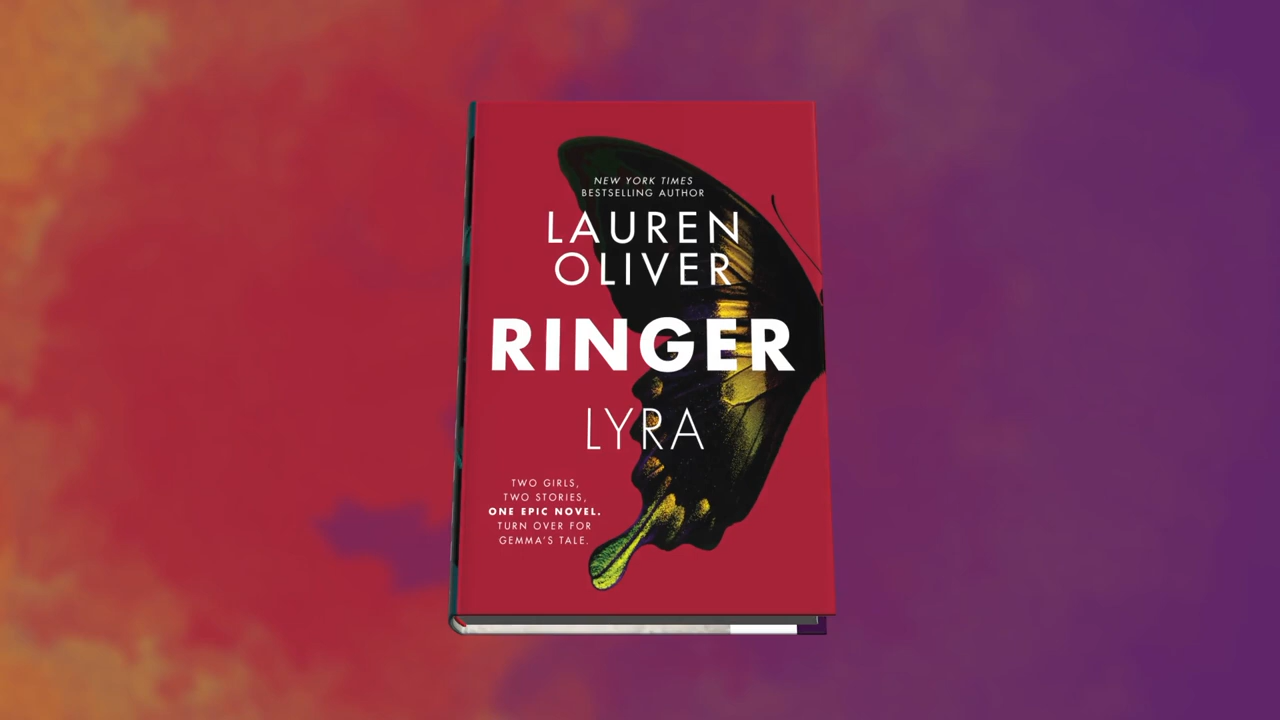 NEW YORK TIMES
BESTSELLING AUTHOR
LAUREN
OLIVER
RINGER
LYRA
TWO GIRLS,
TWO STORIES,
ONE EPIC NOVEL.
TURN OVER FOR
GEMMA'S TALE.